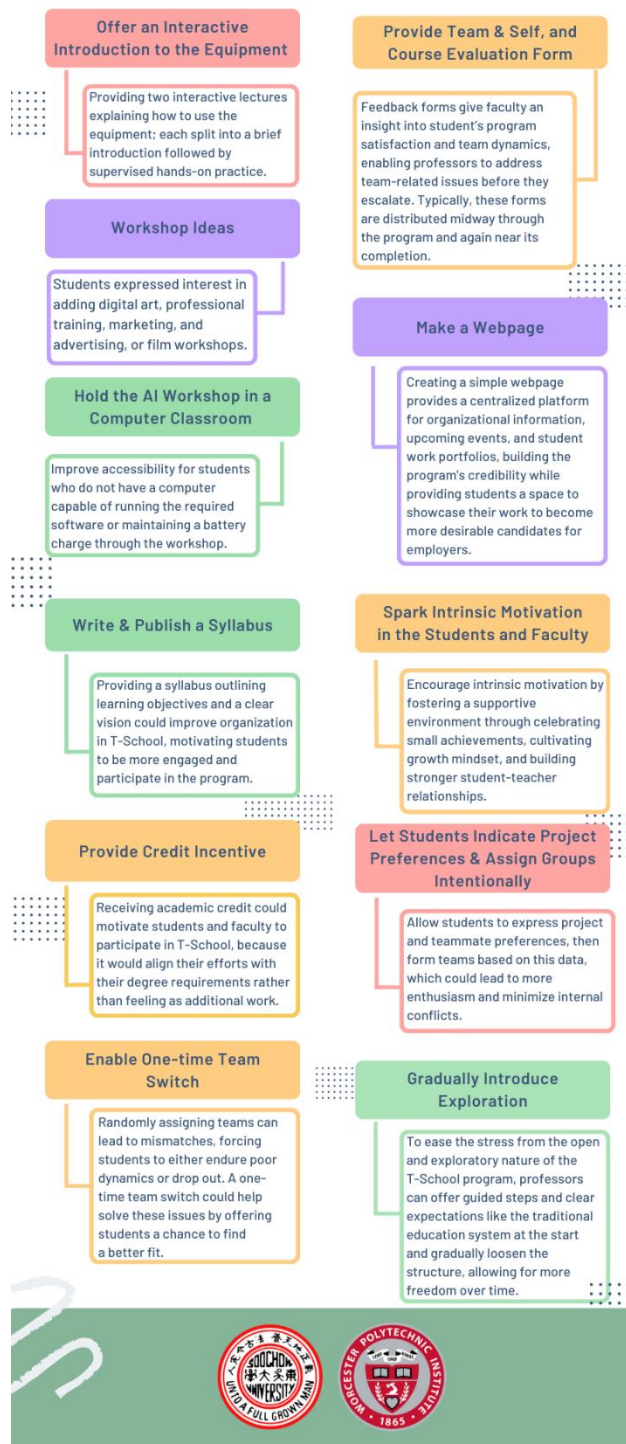 Offer an Interactive
Introduction to the Equipment
Providing two interactive lectures
explaining how to use the
equipment; each split into a brief
introduction followed by
supervised hands-on practice.
Workshop Ideas
Students expressed interest in
adding digital art, professional
training, marketing, and
advertising, or film workshops.
Hold the AI Workshop in a
Computer Classroom
Improve accessibility for students
who do not have a computer
capable of running the required
software or maintaining a battery
charge through the workshop.
Write & Publish a Syllabus
Providing a syllabus outlining
learning objectives and a clear
vision could improve organization
in T-School, motivating students
to be more engaged and
participate in the program.
Provide Credit Incentive
Receiving academic credit could
motivate students and faculty to
participate in T-School, because
it would align their efforts with
their degree requirements rather
than feeling as additional work.
Enable One-time Team
Switch
Randomly assigning teams can
lead to mismatches, forcing
students to either endure poor
dynamics or drop out. A one-
time team switch could help
solve these issues by offering
students a chance to find
a better fit.
Provide Team & Self, and
Course Evaluation Form
Feedback forms give faculty an
insight into student's program
satisfaction and team dynamics,
enabling professors to address
team-related issues before they
escalate. Typically, these forms
are distributed midway through
the program and again near its
completion.
Make a Webpage
Creating a simple webpage
provides a centralized platform
for organizational information,
upcoming events, and student
work portfolios, building the
program's credibility while
providing students a space to
showcase their work to become
more desirable candidates for
employers.
Spark Intrinsic Motivation
in the Students and Faculty
Encourage intrinsic motivation by
fostering a supportive
environment through celebrating
small achievements, cultivating
growth mindset, and building
stronger student-teacher
relationships.
Let Students Indicate Project
Preferences & Assign Groups
Intentionally
Allow students to express project
and teammate preferences, then
form teams based on this data,
which could lead to more
enthusiasm and minimize internal
conflicts.
Gradually Introduce
Exploration
To ease the stress from the open
and exploratory nature of the
T-School program, professors
can offer guided steps and clear
expectations like the traditional
education system at the start
and gradually loosen the
structure, allowing for more
freedom over time.
人完今古法地正氣
SOOCHOW
學大吳東
UNIVERSITY
UNTO A FULL GROWN MAN
WORCESTER POLYTECHNIC INSTITUTE
1865